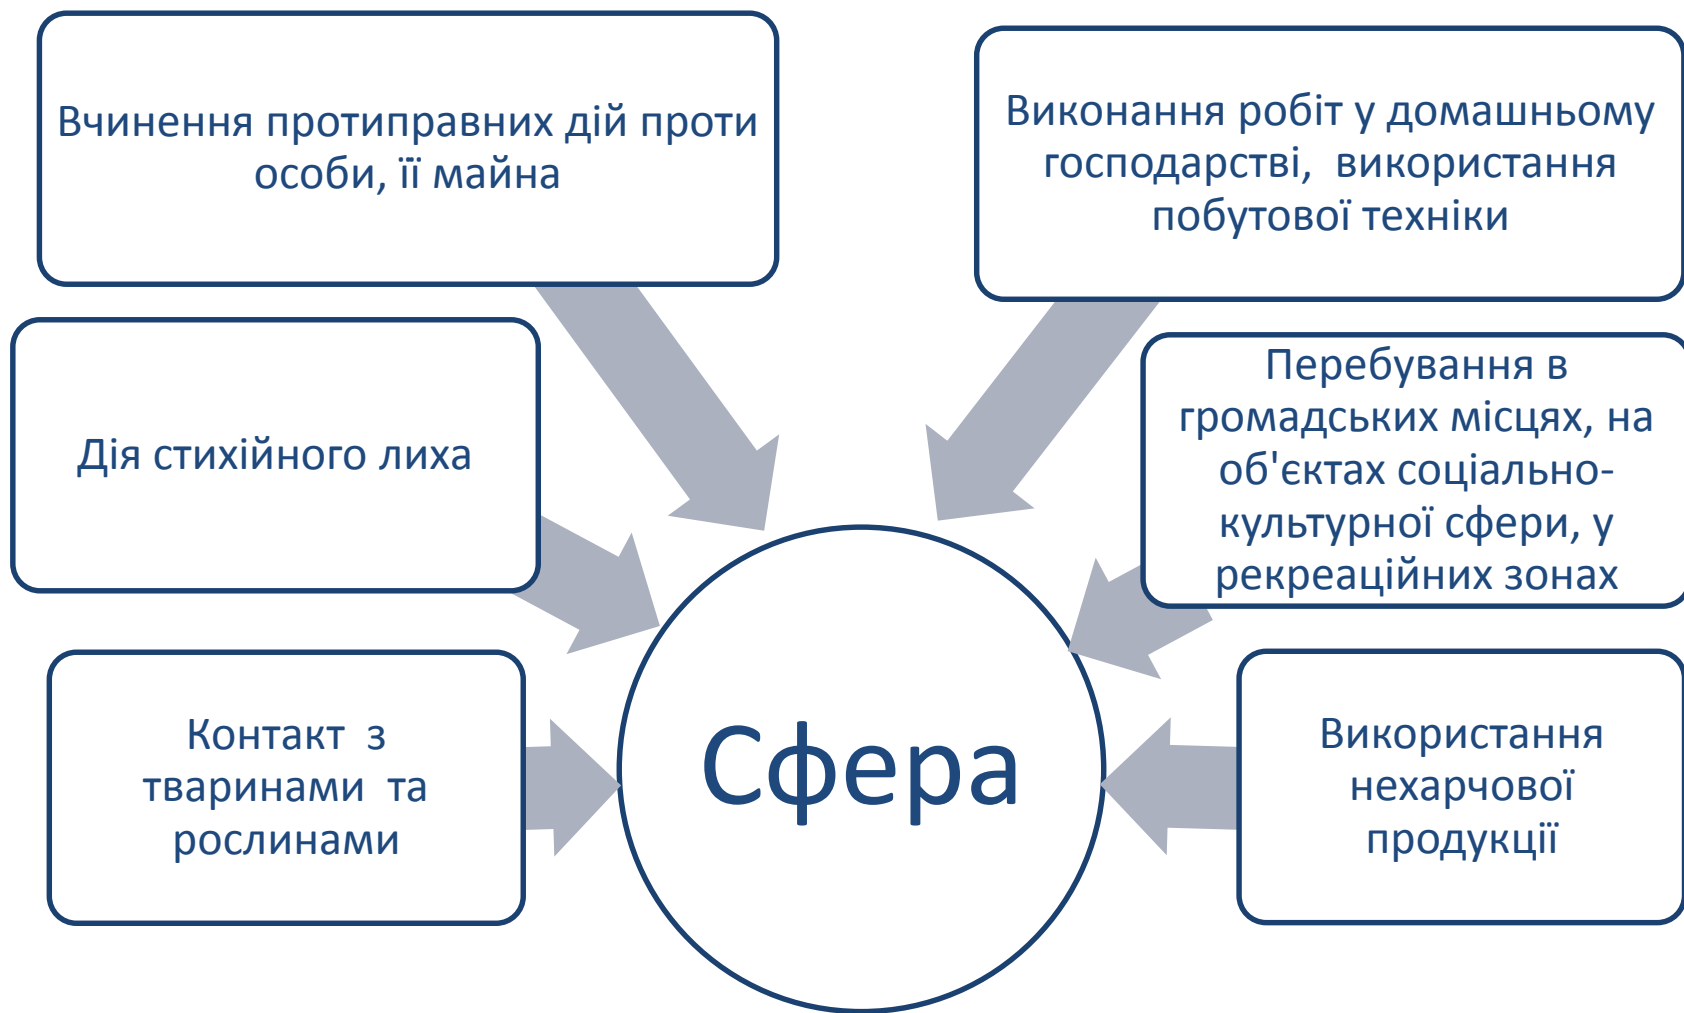 Вчинення протиправних дій проти
особи, її майна
Виконання робіт у домашньому
господарстві, використання
побутової техніки
Дія стихійного лиха
Перебування в
громадських місцях, на
об'єктах соціально-
культурної сфери, у
рекреаційних зонах
Контакт з
тваринами та
рослинами
Сфера
Використання
нехарчової
продукції